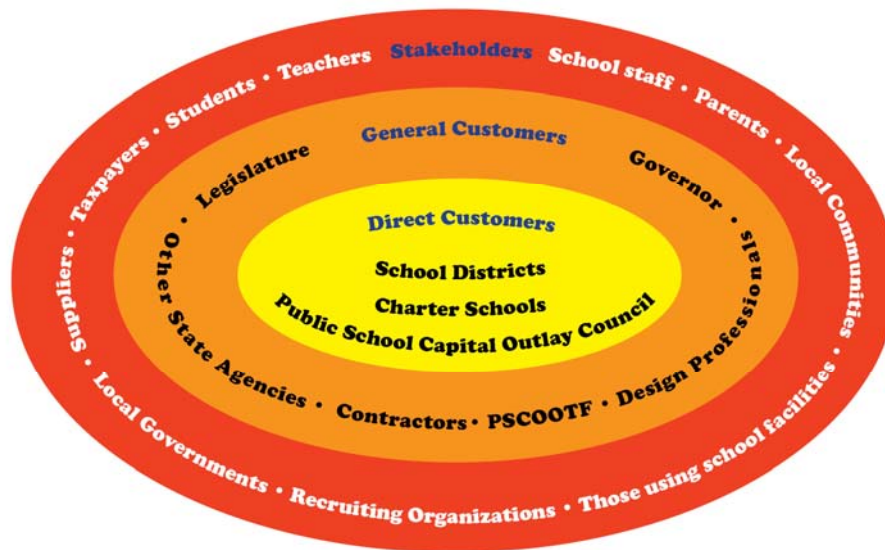 Stakeholders
Suppliers • Taxpayers • Students • Teachers
School staff • Parents • Local Communities •
• Local Governments • Recruiting Organizations • Those using school facilities
General Customers
• Legislature
Governor •
Other State Agencies • Contractors • PSCOOTF • Design Professionals
Direct Customers
School Districts
Charter Schools
Public School Capital Outlay Council